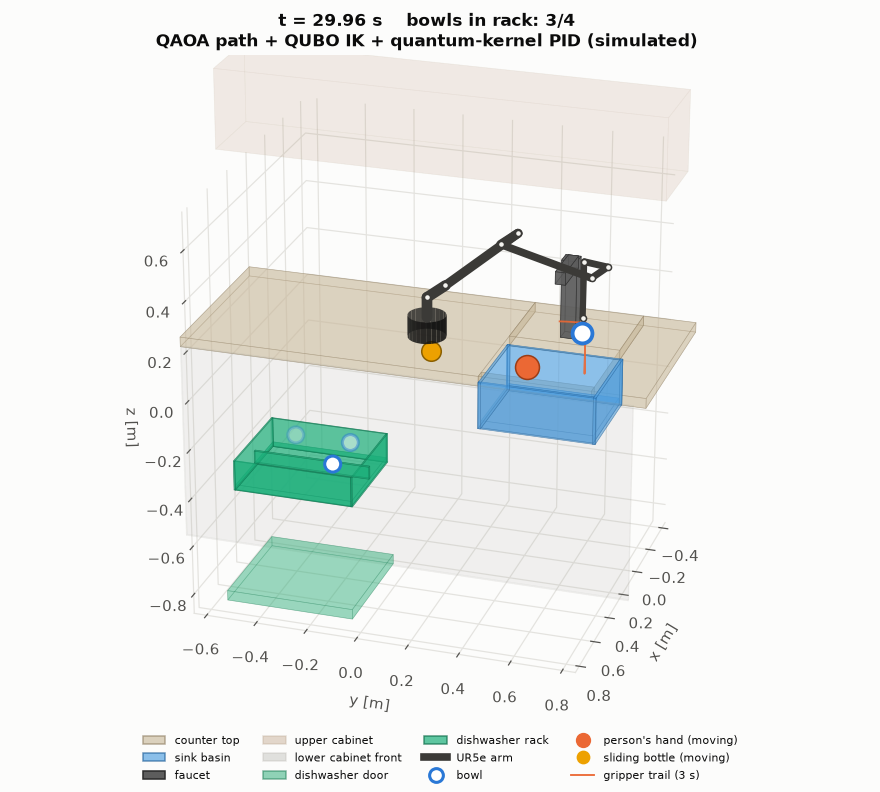 t = 29.96 s    bowls in rack: 3/4
QAOA path + QUBO IK + quantum-kernel PID (simulated)
0.6
0.4
0.2
0.0
−0.2
−0.4
−0.6
−0.8
z [m]
−0.6
−0.4
−0.2
0.0
0.2
0.4
0.6
0.8
y [m]
−0.4
−0.2
0.0
0.2
0.4
0.6
0.8
x [m]
counter top
sink basin
faucet
upper cabinet
lower cabinet front
dishwasher door
dishwasher rack
UR5e arm
bowl
person's hand (moving)
sliding bottle (moving)
gripper trail (3 s)